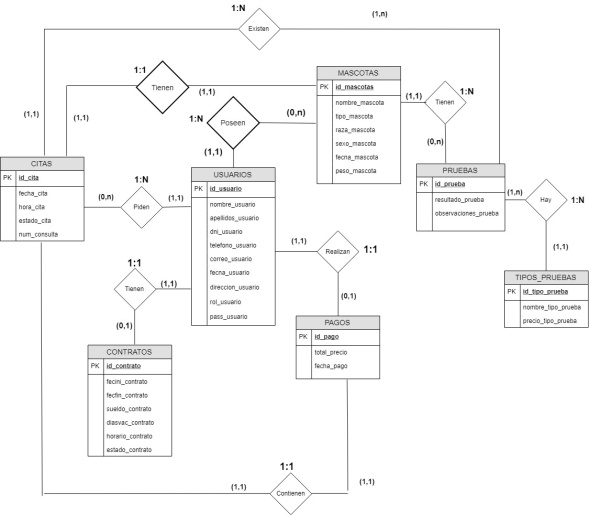 1:N
(1,n)
Existen
1:1
Tienen
(1,1)
MASCOTAS
PK id_mascotas
nombre_mascota
tipo_mascota
raza_mascota
sexo_mascota
fecna_mascota
peso_mascota
(1,1)
1:N
Tienen
(0,n)
(1,1)
(1,1)
1:N
Poseen
(0,n)
(1,1)
CITAS
PK id_cita
fecha_cita
hora_cita
estado_cita
num_consulta
(0,n)
1:N
Piden
(1,1)
USUARIOS
PK id_usuario
nombre_usuario
apellidos_usuario
dni_usuario
telefono_usuario
correo_usuario
fecna_usuario
direccion_usuario
rol_usuario
pass_usuario
PRUEBAS
PK id_prueba
resultado_prueba
observaciones_prueba
(1,n)
Hay
1:N
(1,1)
(1,1)
Realizan
1:1
(0,1)
1:1
Tienen
(1,1)
(0,1)
TIPOS_PRUEBAS
PK id_tipo_prueba
nombre_tipo_prueba
precio_tipo_prueba
PAGOS
PK id_pago
total_precio
fecha_pago
CONTRATOS
PK id_contrato
fecini_contrato
fecfin_contrato
sueldo_contrato
diasvac_contrato
horario_contrato
estado_contrato
1:1
(1,1)
Contienen
(1,1)